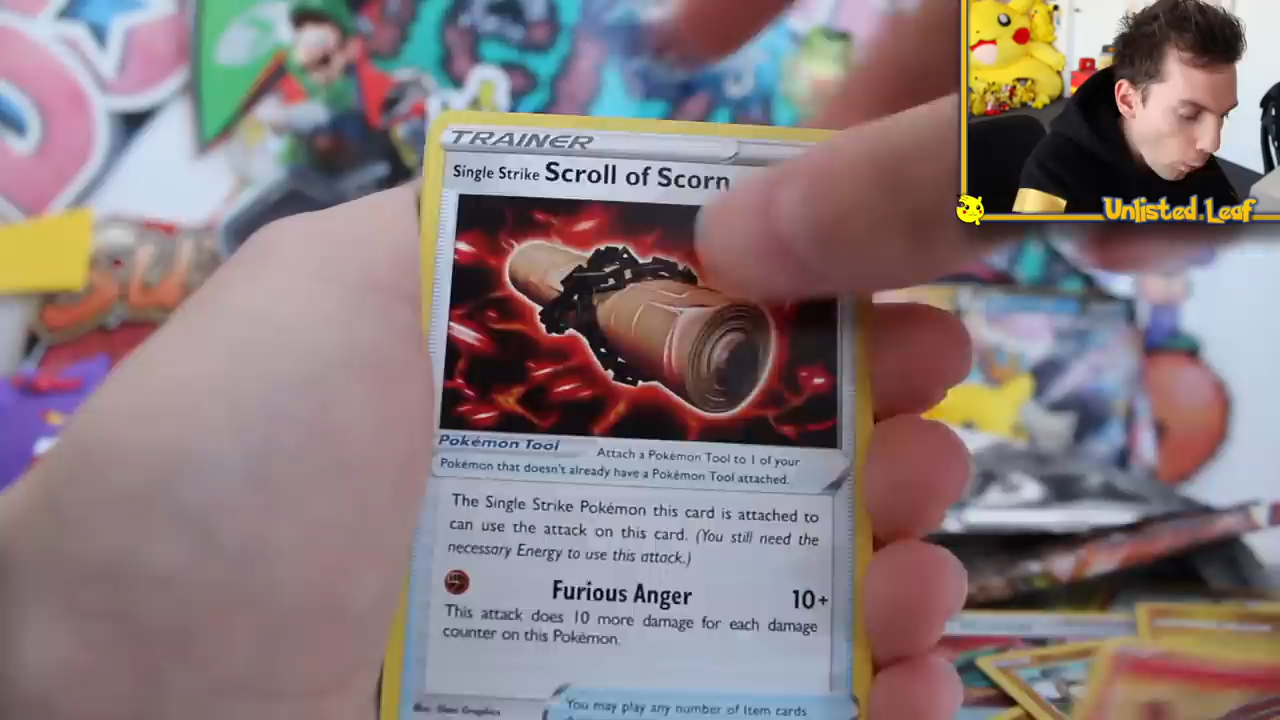 TRAINER
Single Strike Scroll of Scorn
Pokémon Tool
Attach a Pokémon Tool to 1 of your
Pokémon that doesn't already have a Pokémon Tool attached.
The Single Strike Pokémon this card is attached to
can use the attack on this card. (You still need the
necessary Energy to use this attack.)
Furious Anger 10+
This attack does 10 more damage for each damage
counter on this Pokémon.
You may play any number of Item cards
Unlisted Leaf